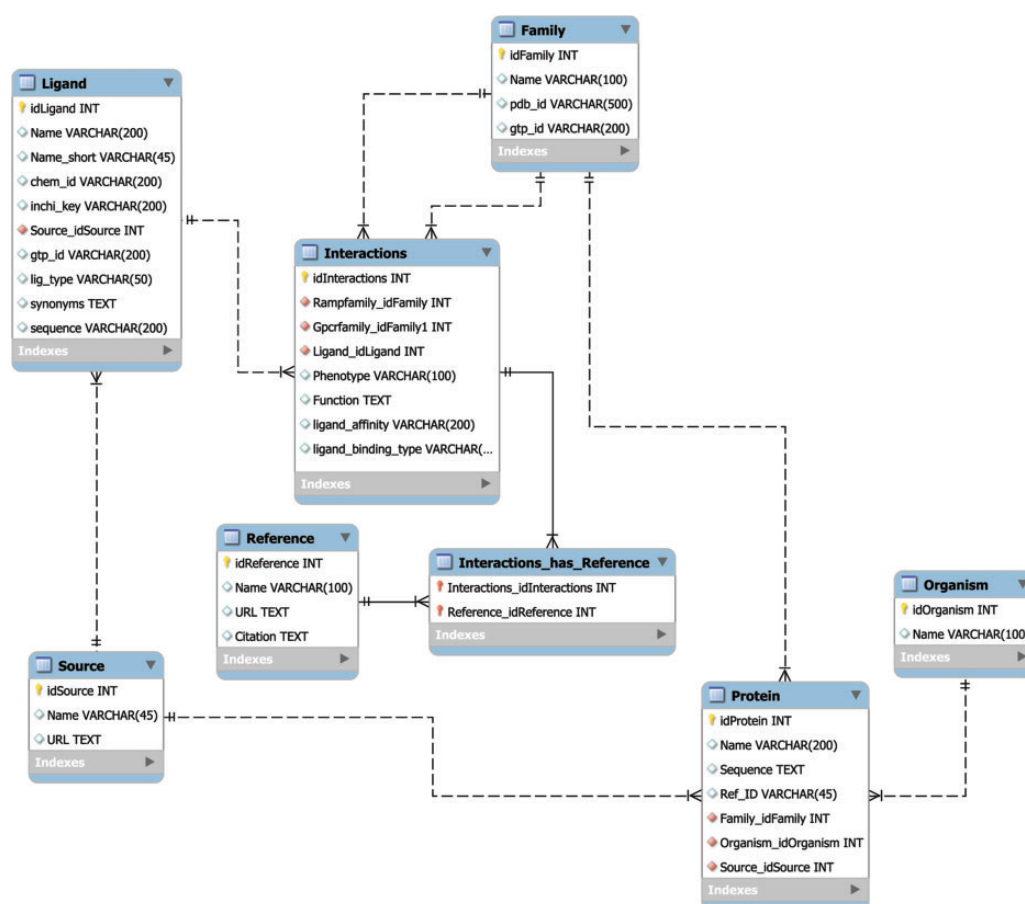 Family
idFamily INT
Name VARCHAR(100)
pdb_id VARCHAR(500)
gtp_id VARCHAR(200)
Indexes
Ligand
idLigand INT
Name VARCHAR(200)
Name_short VARCHAR(45)
chem_id VARCHAR(200)
inchi_key VARCHAR(200)
Source_idSource INT
gtp_id VARCHAR(200)
lig_type VARCHAR(50)
synonyms TEXT
sequence VARCHAR(200)
Indexes
Interactions
idInteractions INT
Rampfamily_idFamily INT
Gpcrfamily_idFamily1 INT
Ligand_idLigand INT
Phenotype VARCHAR(100)
Function TEXT
ligand_affinity VARCHAR(200)
ligand_binding_type VARCHAR(...
Indexes
Reference
idReference INT
Name VARCHAR(100)
URL TEXT
Citation TEXT
Indexes
Interactions_has_Reference
Interactions_idInteractions INT
Reference_idReference INT
Indexes
Organism
idOrganism INT
Name VARCHAR(100
Indexes
Source
idSource INT
Name VARCHAR(45)
URL TEXT
Indexes
Protein
idProtein INT
Name VARCHAR(200)
Sequence TEXT
Ref_ID VARCHAR(45)
Family_idFamily INT
Organism_idOrganism INT
Source_idSource INT
Indexes